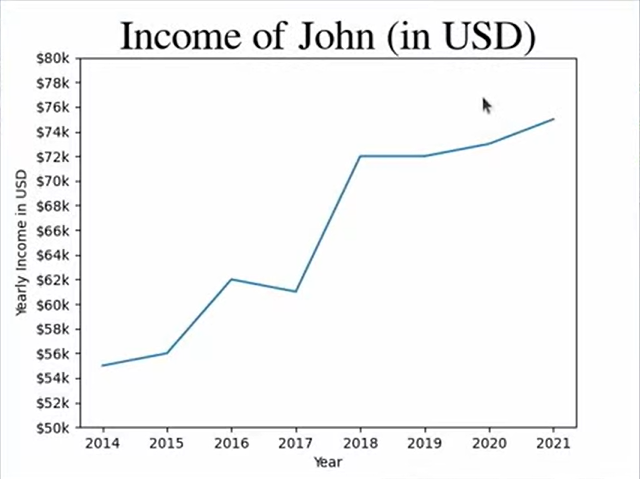 Income of John (in USD)
$80k
$78k
$76k
$74k
$72k
$70k
$68k
$66k
$64k
$62k
$60k
$58k
$56k
$54k
$52k
$50k
Yearly Income in USD
2014 2015 2016 2017 2018 2019 2020 2021
Year